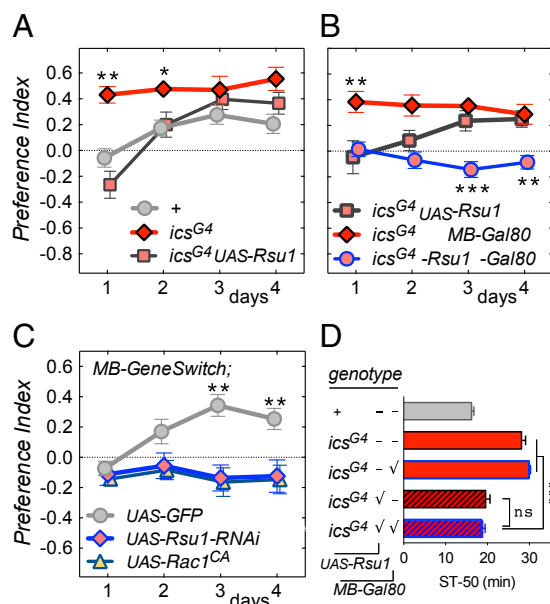 A
Preference Index
0.6
0.4
0.2
0.0
-0.2
-0.4
-0.6
-0.8
**
*
+
icsG4
icsG4 UAS-Rsu1
1 2 3 4
days
B
**
***
**
icsG4 UAS-Rsu1
icsG4 MB-Gal80
icsG4 -Rsu1 -Gal80
1 2 3 4
days
C
Preference Index
0.4
0.2
0.0
-0.2
-0.4
-0.6
MB-GeneSwitch;
**
**
UAS-GFP
UAS-Rsu1-RNAi
UAS-Rac1CA
1 2 3 4
days
D
genotype
+ – –
icsG4 – –
icsG4 – √
icsG4 √ –
icsG4 √ √
UAS-Rsu1
MB-Gal80
ns
***
0 10 20 30
ST-50 (min)